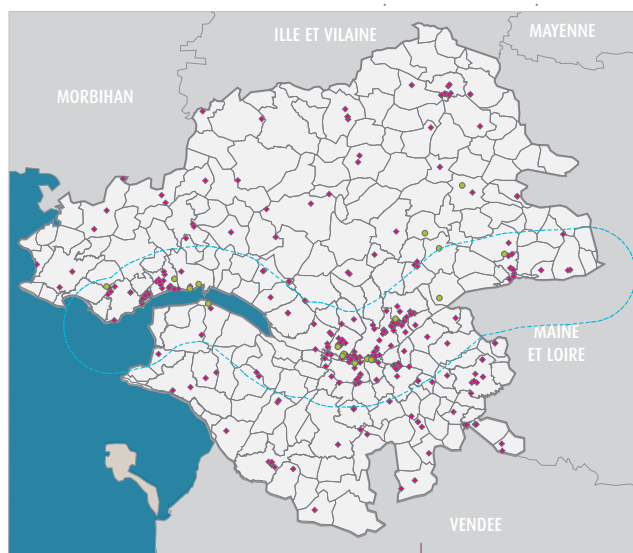 ILLE ET VILAINE
MAYENNE
MORBIHAN
MAINE
ET LOIRE
VENDEE